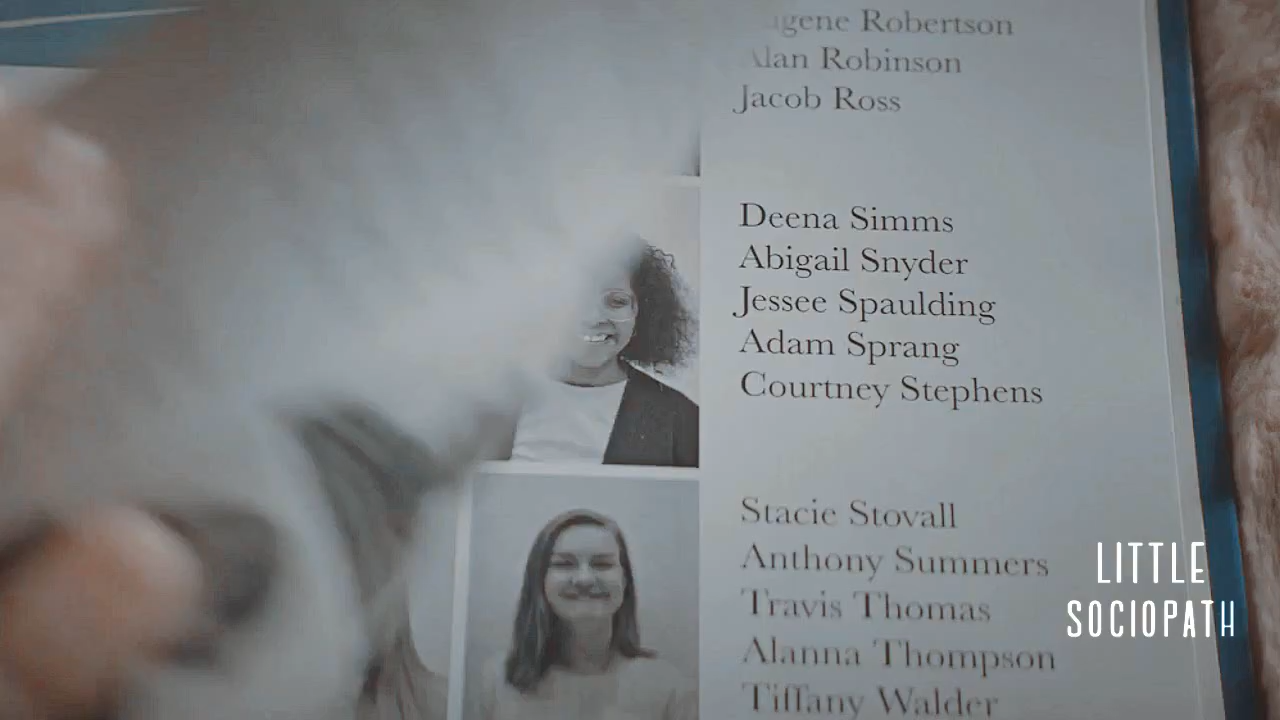 Robertson
Alan Robinson
Jacob Ross
Deena Simms
Abigail Snyder
Jessee Spaulding
Adam Sprang
Courtney Stephens
Stacie Stovall
Anthony Summers
Travis Thomas
Alanna Thompson
Tiffany Walder
LITTLE
SOCIOPATH